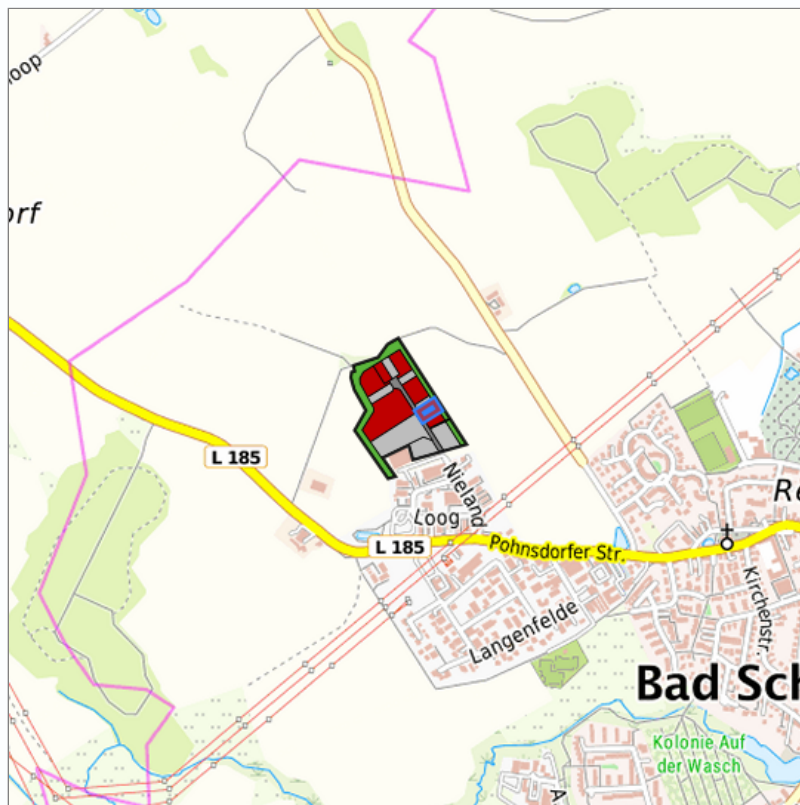 oop
orf
L 185
Nieland
Loog
Re
L 185
Pohnsdorfer Str.
Kirchenstr.
Langenfelde
Bad Sch
Kolonie Auf
der Wasch
A